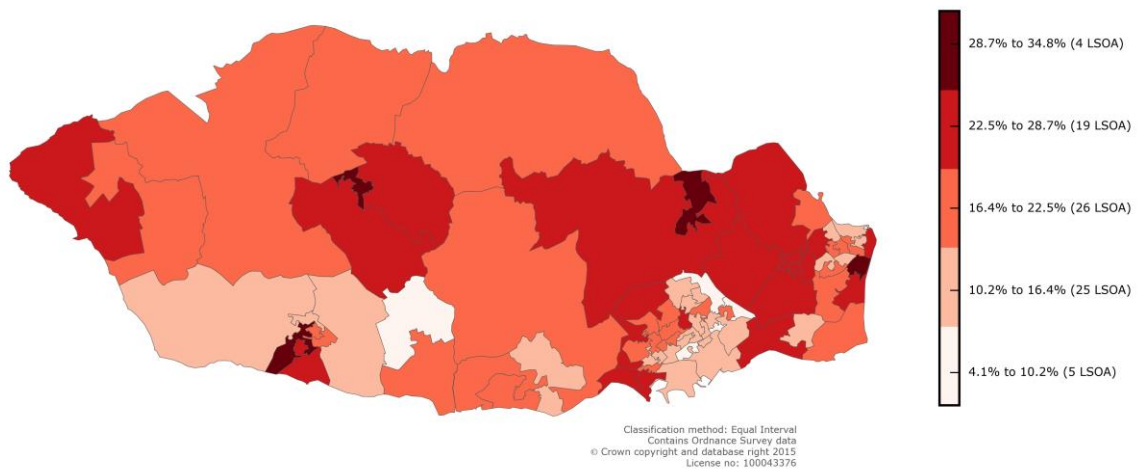 28.7% to 34.8% (4 LSOA)
22.5% to 28.7% (19 LSOA)
16.4% to 22.5% (26 LSOA)
10.2% to 16.4% (25 LSOA)
4.1% to 10.2% (5 LSOA)
Classification method: Equal Interval
Contains Ordnance Survey data
© Crown copyright and database right 2015
License no: 100043376